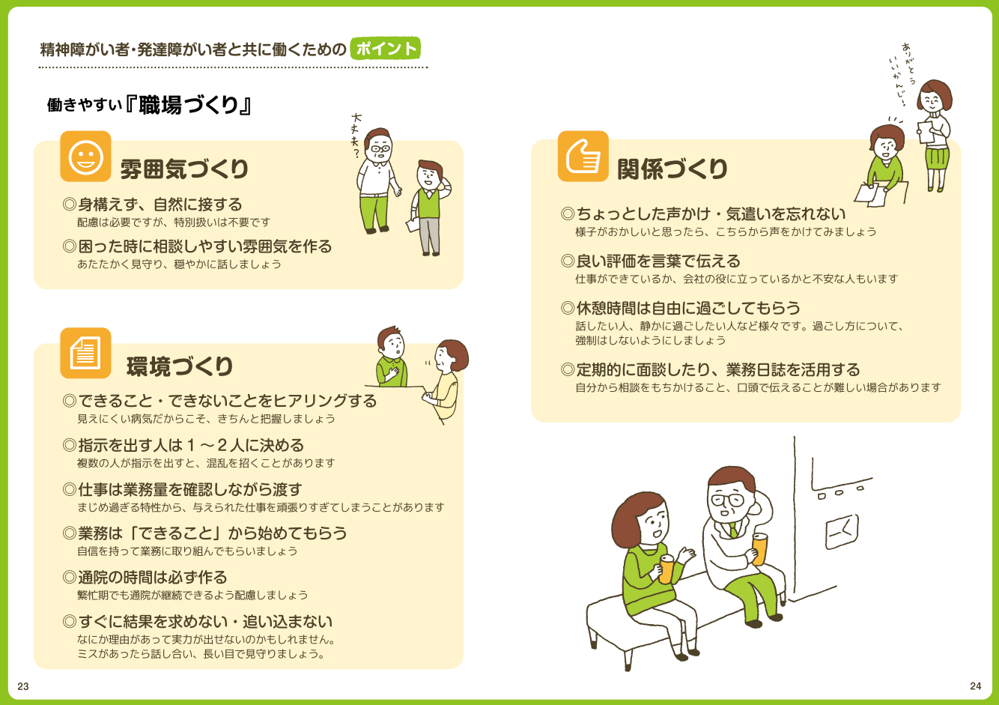 精神障がい者・発達障がい者と共に働くための ポイント
働きやすい『職場づくり』
大丈夫？
雰囲気づくり
◎身構えず、自然に接する
配慮は必要ですが、特別扱いは不要です
◎困った時に相談しやすい雰囲気を作る
あたたかく見守り、穏やかに話しましょう
環境づくり
◎できること・できないことをヒアリングする
見えにくい病気だからこそ、きちんと把握しましょう
◎指示を出す人は１～２人に決める
複数の人が指示を出すと、混乱を招くことがあります
◎仕事は業務量を確認しながら渡す
まじめ過ぎる特性から、与えられた仕事を頑張りすぎてしまうことがあります
◎業務は「できること」から始めてもらう
自信を持って業務に取り組んでもらいましょう
◎通院の時間は必ず作る
繁忙期でも通院が継続できるよう配慮しましょう
◎すぐに結果を求めない・追い込まない
なにか理由があって実力が出せないのかもしれません。
ミスがあったら話し合い、長い目で見守りましょう。
23
ありがとう
いいかんじ！
関係づくり
◎ちょっとした声かけ・気遣いを忘れない
様子がおかしいと思ったら、こちらから声をかけてみましょう
◎良い評価を言葉で伝える
仕事ができているか、会社の役に立っているかと不安な人もいます
◎休憩時間は自由に過ごしてもらう
話したい人、静かに過ごしたい人など様々です。過ごし方について、
強制はしないようにしましょう
◎定期的に面談したり、業務日誌を活用する
自分から相談をもちかけること、口頭で伝えることが難しい場合があります
24